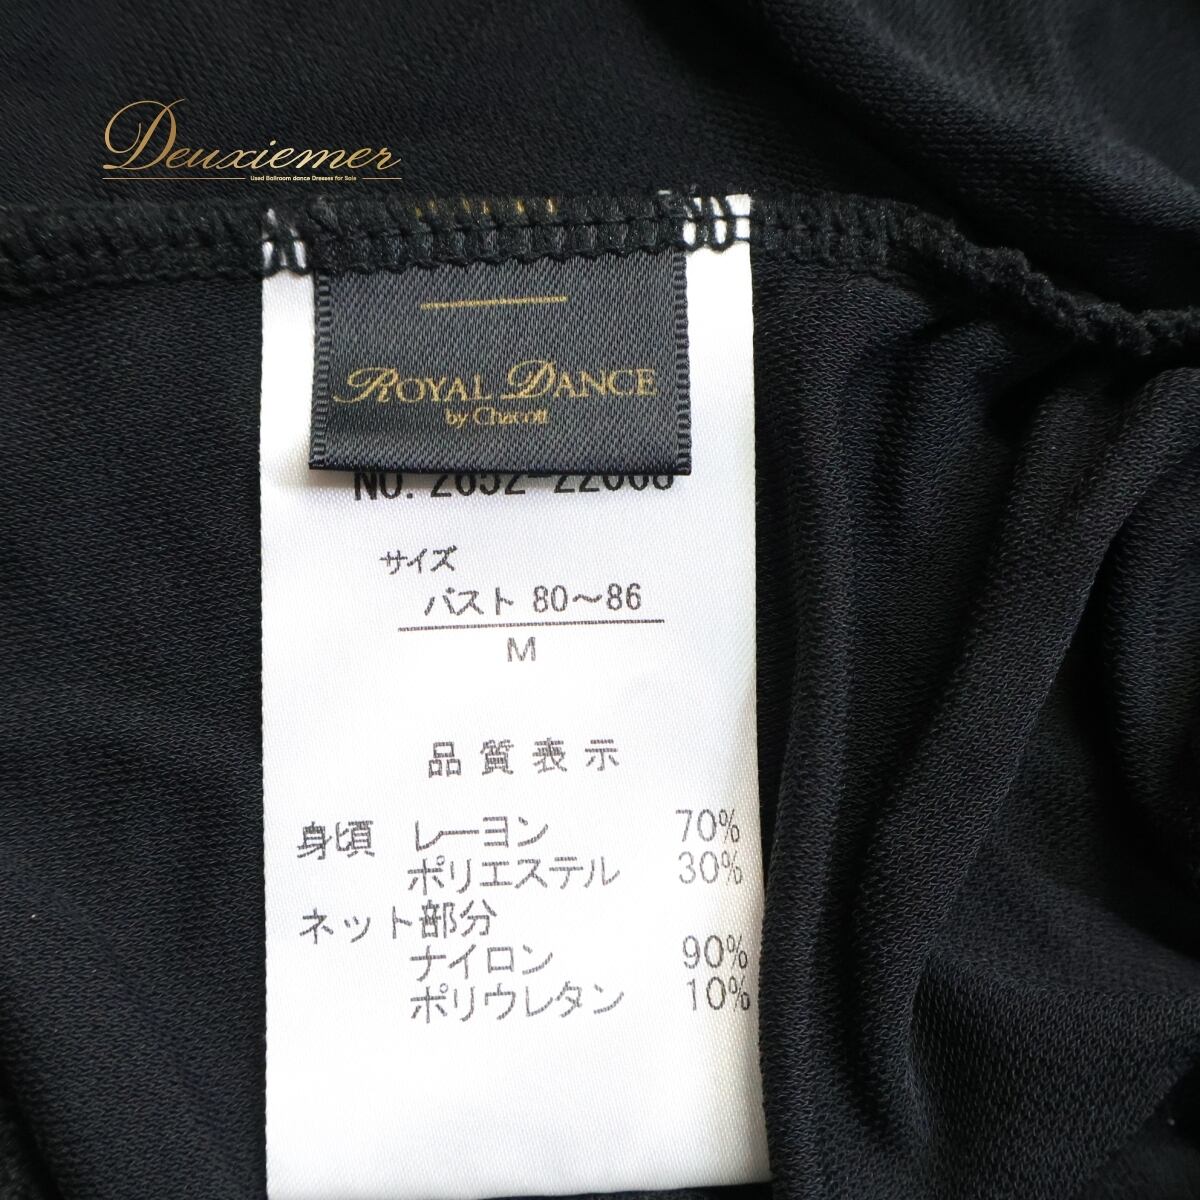 Deuxiemer
Used Ballroom dance Dresses for Sale
ROYAL DANCE
by Chacott
サイズ
バスト 80〜86
M
品質表示
身頃 レーヨン 70%
ポリエステル 30%
ネット部分
ナイロン 90%
ポリウレタン 10%